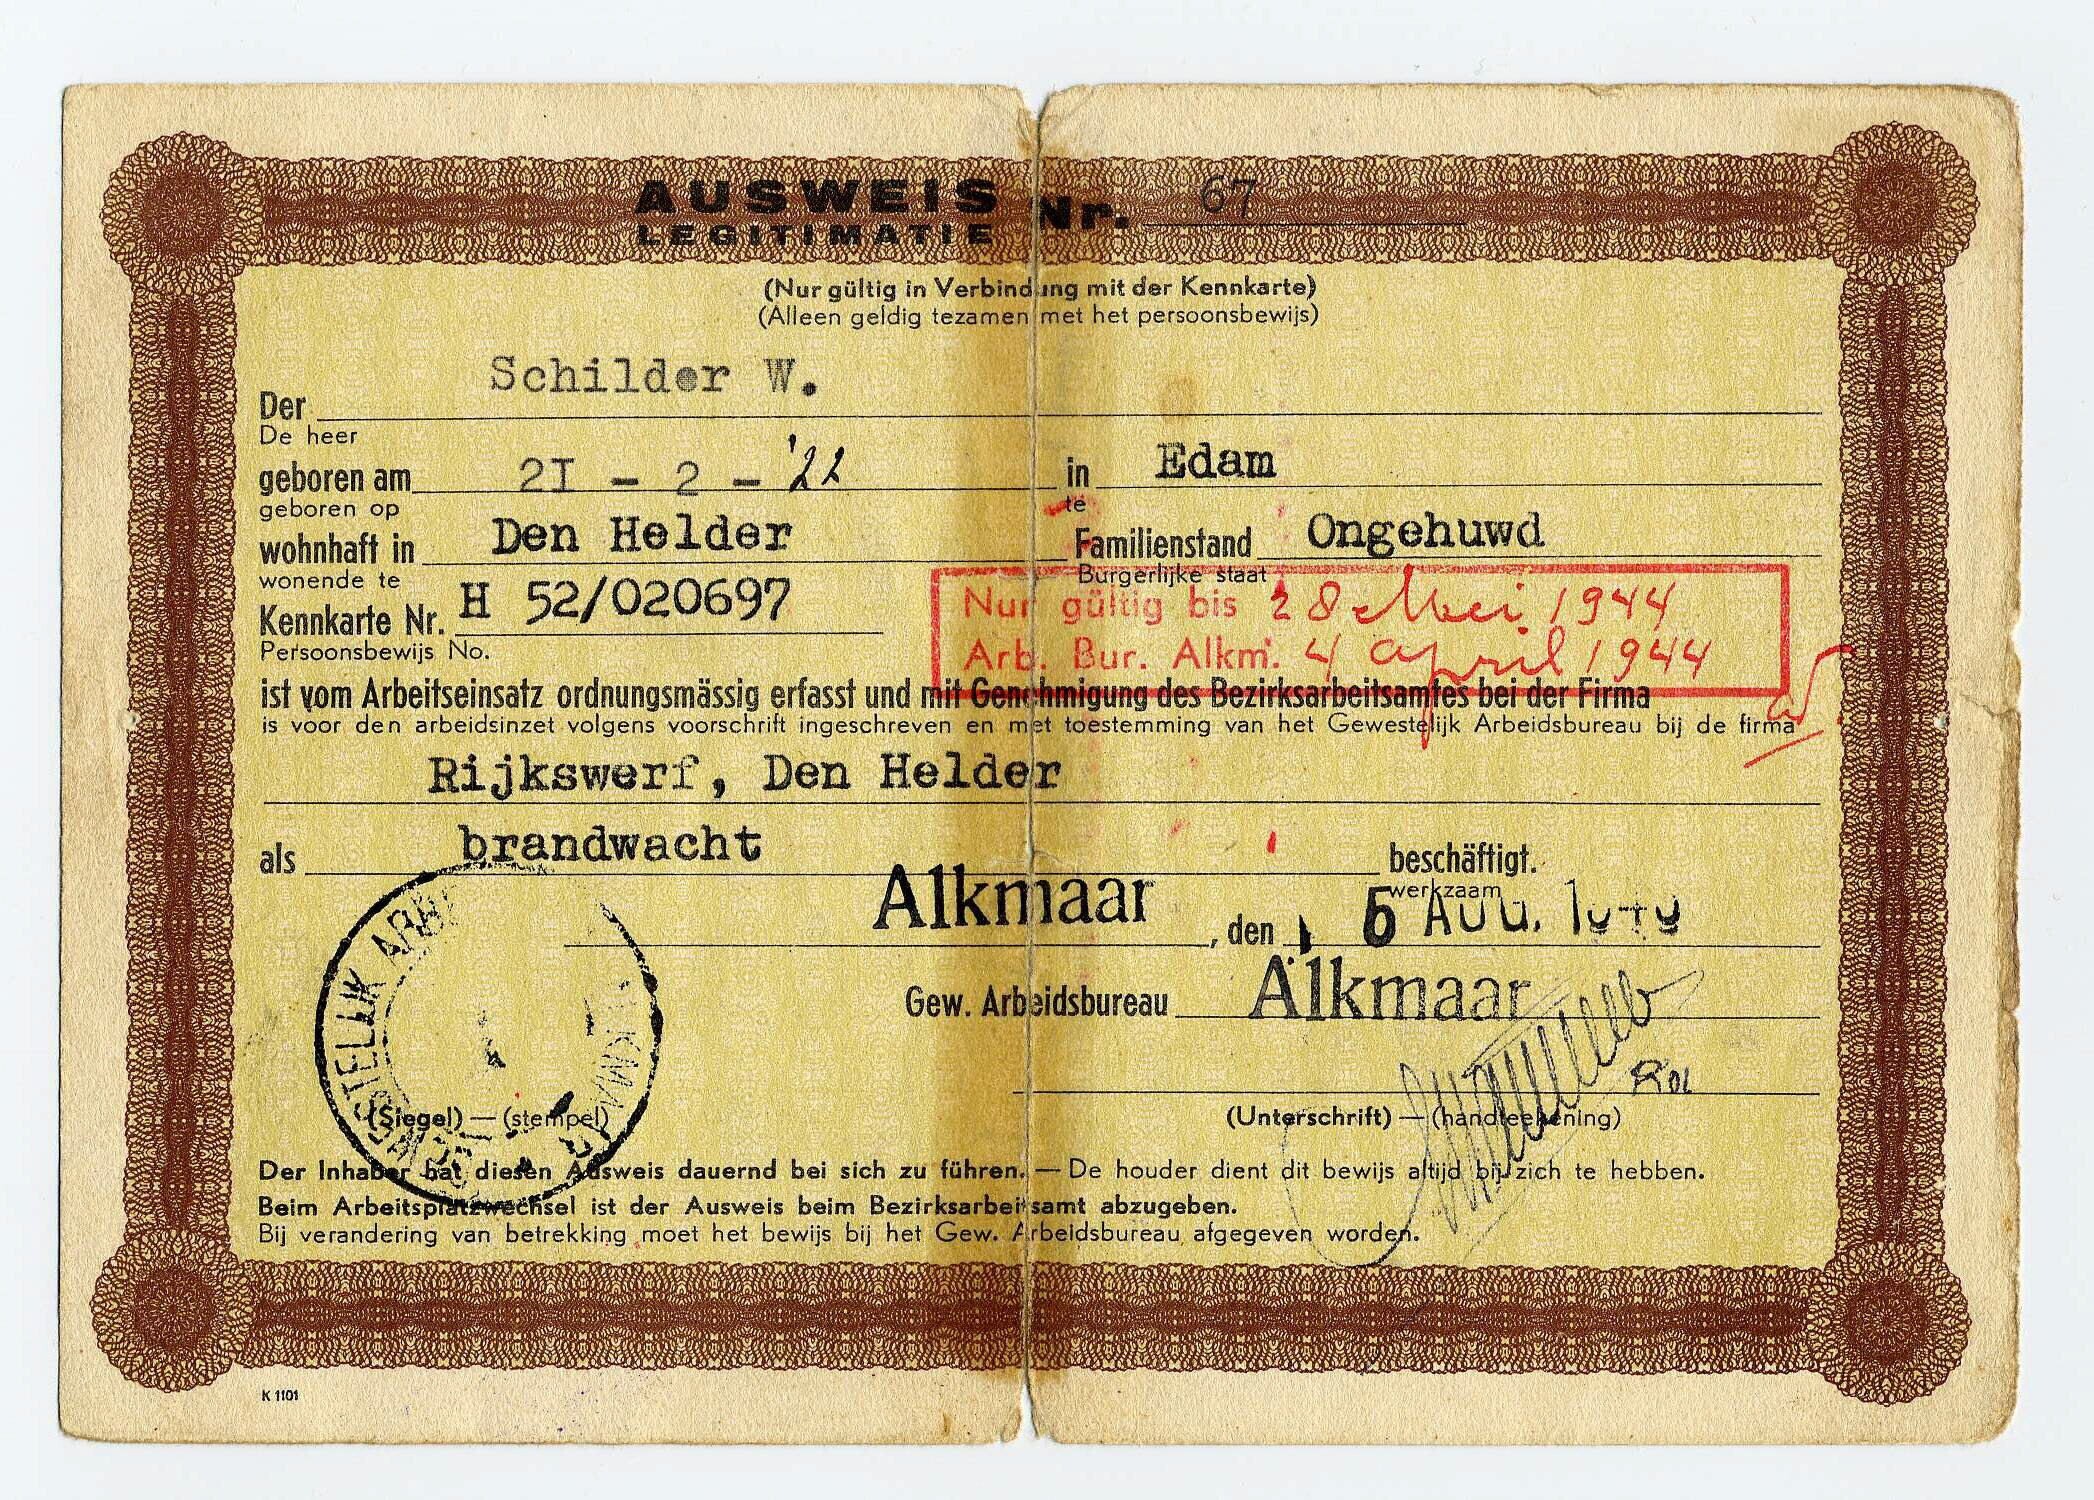 AUSWEIS Nr. 67
LEGITIMATIE
(Nur gültig in Verbindung mit der Kennkarte)
(Alleen geldig tezamen met het persoonsbewijs)
Der Schilder W.
De heer
geboren am 2I - 2 - '22 in Edam
geboren op te
wohnhaft in Den Helder Familienstand Ongehuwd
wonende te Burgerlijke staat
Kennkarte Nr. H 52/020697
Persoonsbewijs No.
Nur gültig bis 28 Mei 1944
Arb. Bur. Alkm. 4 april 1944
ist vom Arbeitseinsatz ordnungsmässig erfasst und mit Genehmigung des Bezirksarbeitsamtes bei der Firma
is voor den arbeidsinzet volgens voorschrift ingeschreven en met toestemming van het Gewestelijk Arbeidsbureau bij de firma
Rijkswerf, Den Helder
als brandwacht beschäftigt.
werkzaam
Alkmaar, den 6 AUG.
Gew. Arbeidsbureau Alkmaar
(Siegel) — (stempel) (Unterschrift) — (handteekening)
Der Inhaber hat diesen Ausweis dauernd bei sich zu führen. — De houder dient dit bewijs altijd bij zich te hebben.
Beim Arbeitsplatzwechsel ist der Ausweis beim Bezirksarbeitsamt abzugeben.
Bij verandering van betrekking moet het bewijs bij het Gew. Arbeidsbureau afgegeven worden.
K 1101